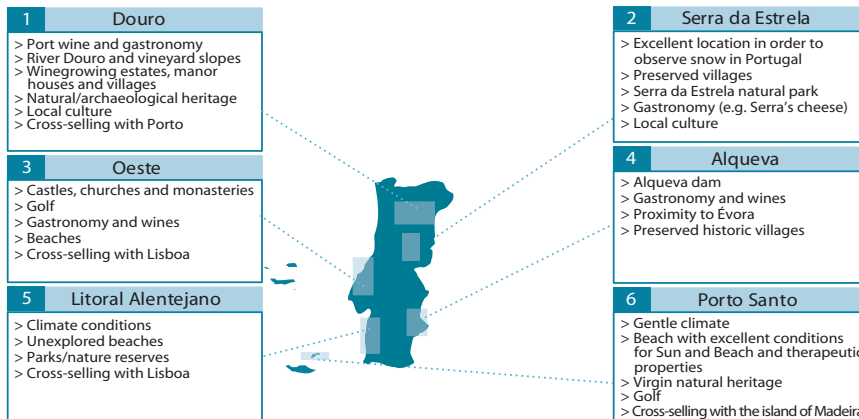 1 Douro
> Port wine and gastronomy
> River Douro and vineyard slopes
> Winegrowing estates, manor
houses and villages
> Natural/archaeological heritage
> Local culture
> Cross-selling with Porto
2 Serra da Estrela
> Excellent location in order to
observe snow in Portugal
> Preserved villages
> Serra da Estrela natural park
> Gastronomy (e.g. Serra's cheese)
> Local culture
3 Oeste
> Castles, churches and monasteries
> Golf
> Gastronomy and wines
> Beaches
> Cross-selling with Lisboa
4 Alqueva
> Alqueva dam
> Gastronomy and wines
> Proximity to Évora
> Preserved historic villages
5 Litoral Alentejano
> Climate conditions
> Unexplored beaches
> Parks/nature reserves
> Cross-selling with Lisboa
6 Porto Santo
> Gentle climate
> Beach with excellent conditions
for Sun and Beach and therapeutic
properties
> Virgin natural heritage
> Golf
> Cross-selling with the island of Madeira